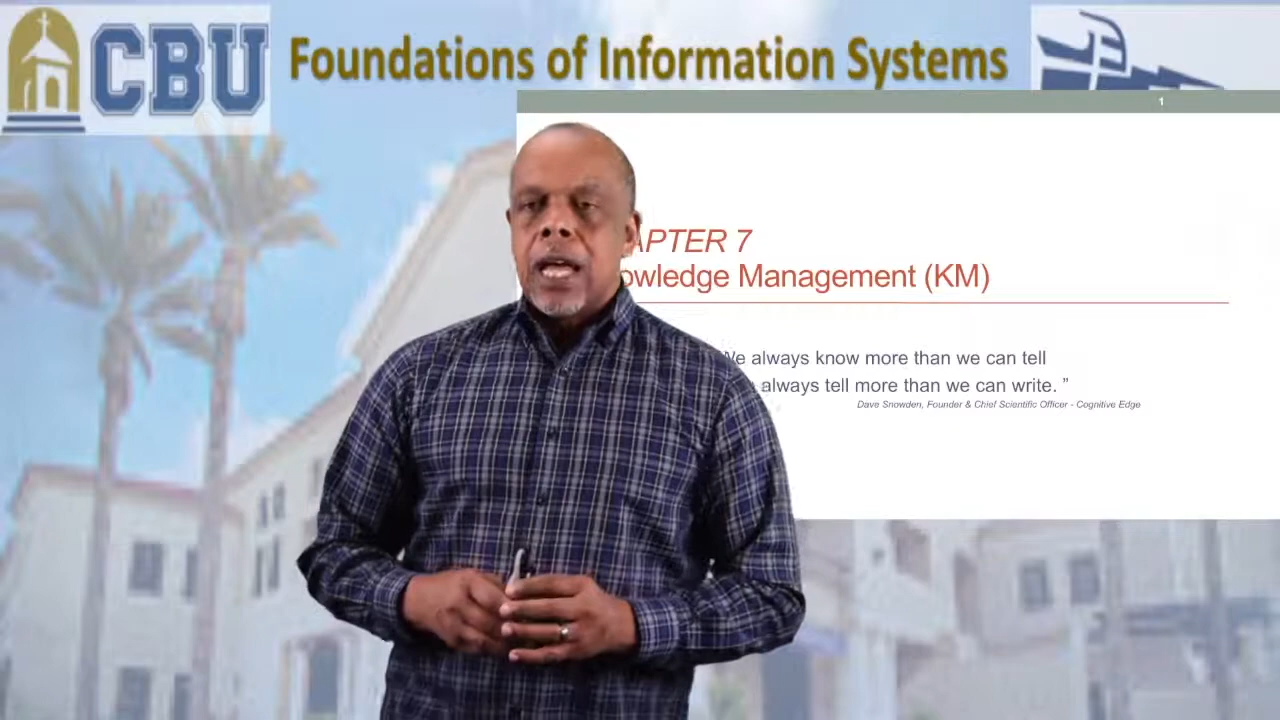 CBU
Foundations of Information Systems
1
APTER 7
owledge Management (KM)
We always know more than we can tell
always tell more than we can write. ”
Dave Snowden, Founder & Chief Scientific Officer - Cognitive Edge